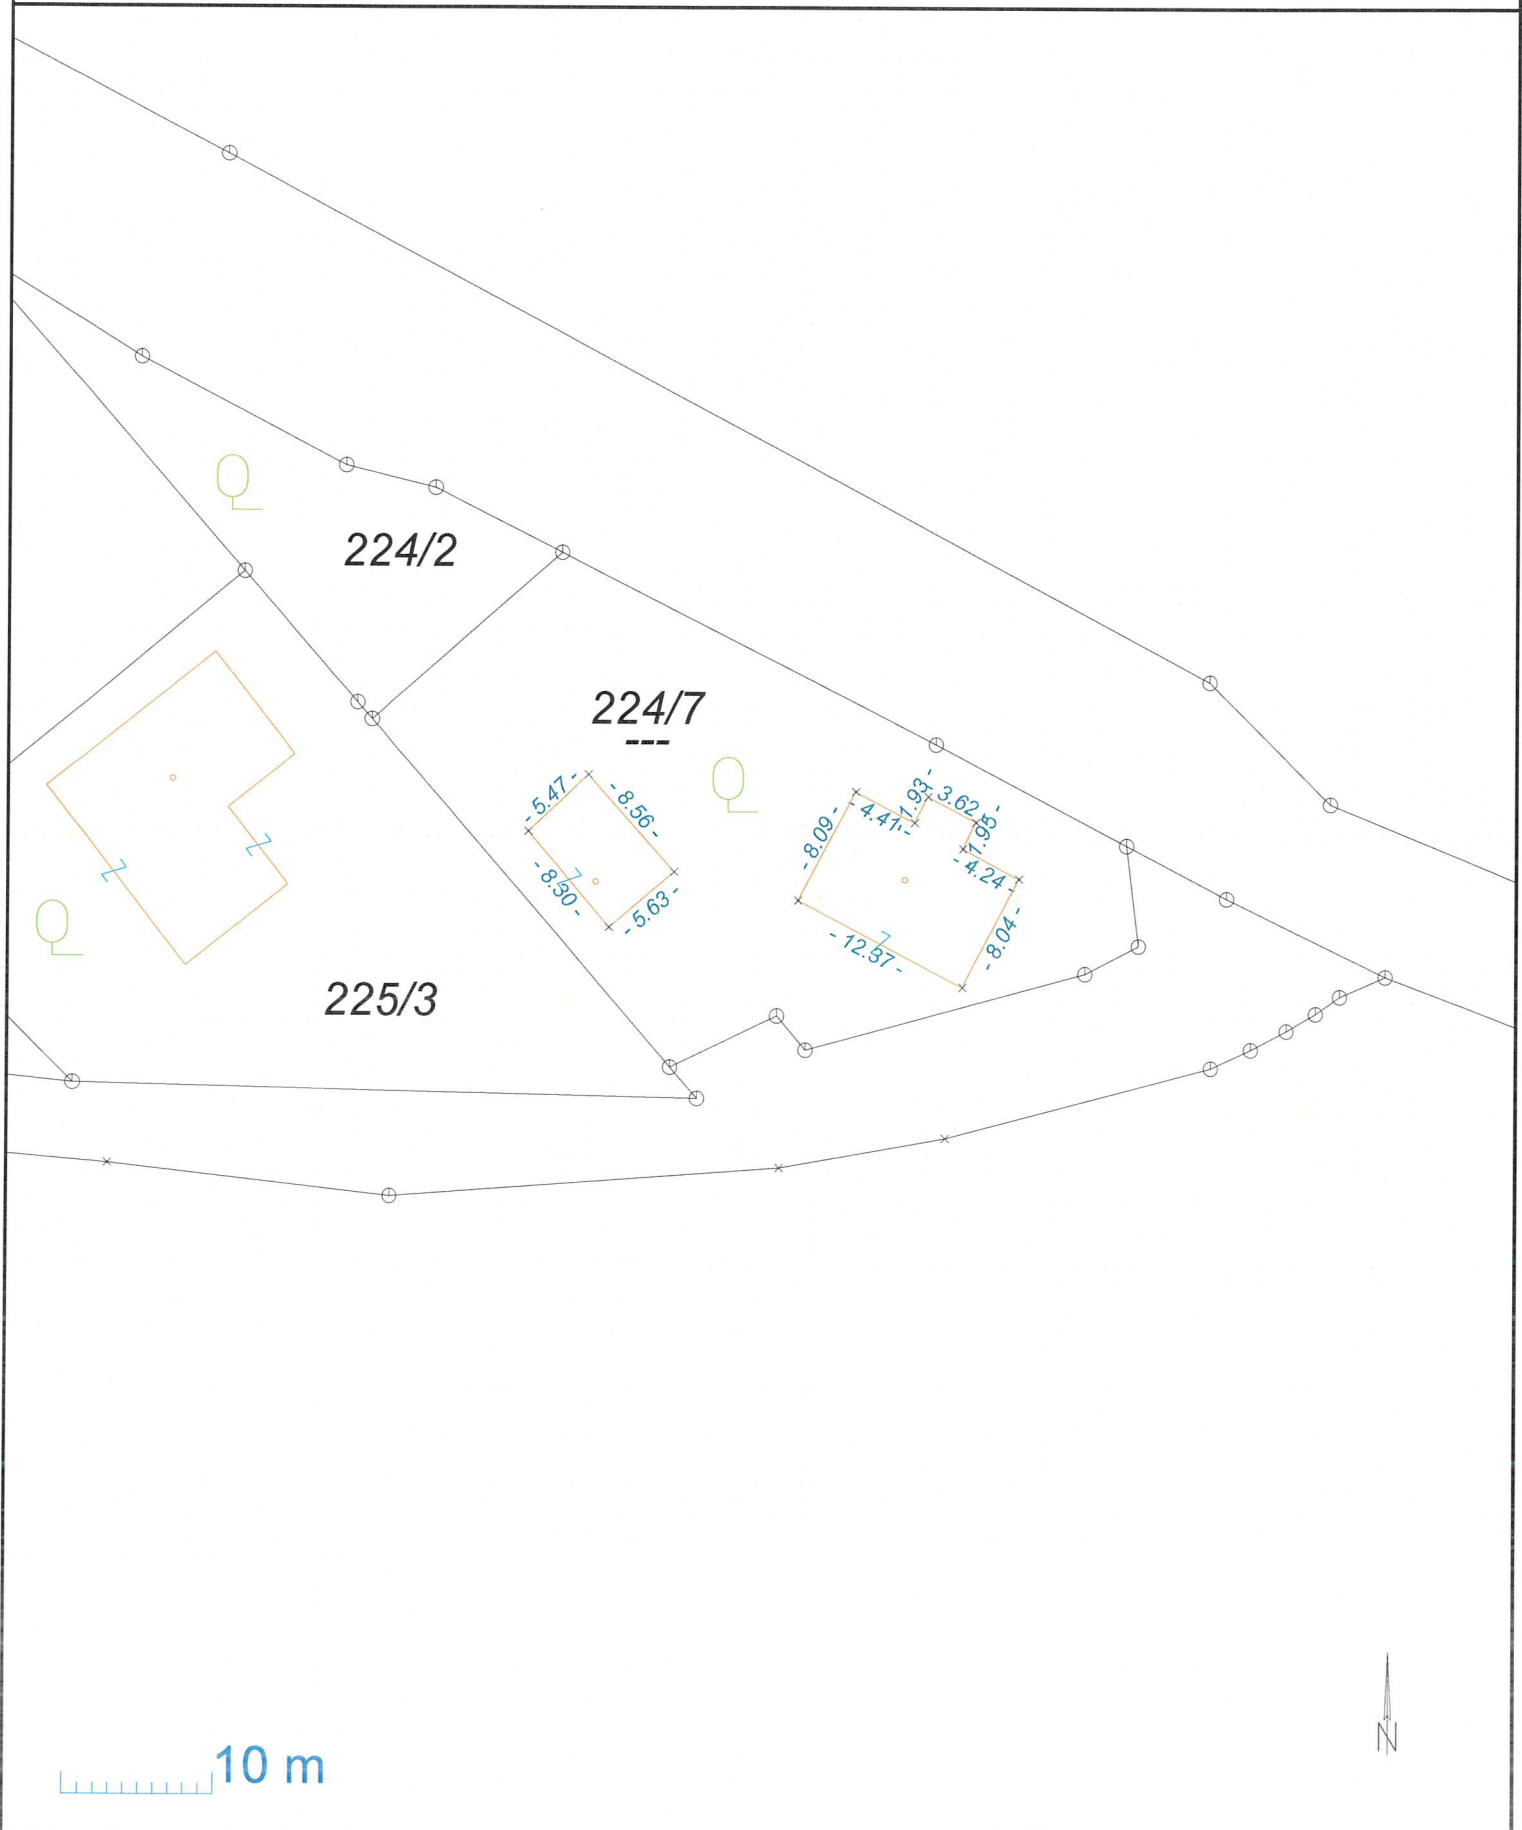 224/2
224/7
---
- 5.47 -
- 8.56 -
- 8.30 -
- 5.63 -
- 8.09 -
- 4.41 -
- 1.93 -
- 3.62 -
- 1.95 -
- 4.24 -
- 8.04 -
- 12.37 -
225/3
N
10 m